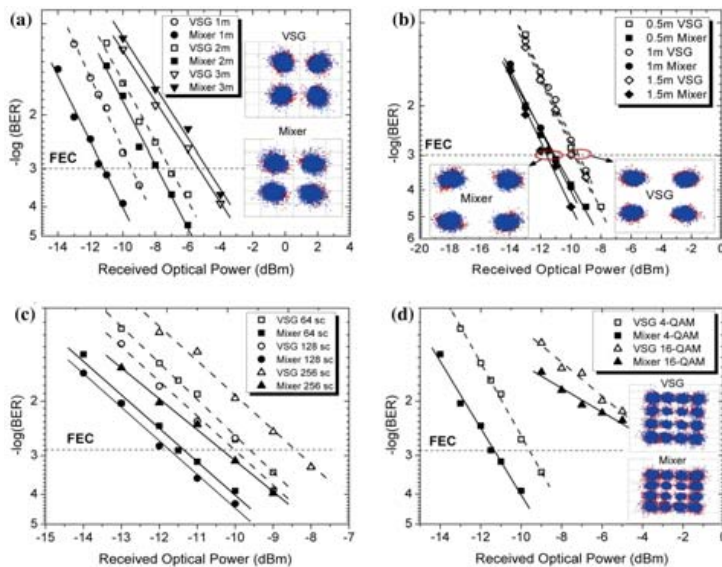 (a)
VSG 1m
Mixer 1m
VSG 2m
Mixer 2m
VSG 3m
Mixer 3m
VSG
Mixer
FEC
-log(BER)
2
3
4
5
-14 -12 -10 -8 -6 -4 -2 0 2 4
Received Optical Power (dBm)
(b)
0.5m VSG
0.5m Mixer
1m VSG
1m Mixer
1.5m VSG
1.5m Mixer
FEC
Mixer
VSG
-log(BER)
2
3
4
5
6
-20 -18 -16 -14 -12 -10 -8 -6 -4 -2 0
Received Optical Power (dBm)
(c)
VSG 64 sc
Mixer 64 sc
VSG 128 sc
Mixer 128 sc
VSG 256 sc
Mixer 256 sc
FEC
-log(BER)
2
3
4
5
-15 -14 -13 -12 -11 -10 -9 -8 -7
Received Optical Power (dBm)
(d)
VSG 4-QAM
Mixer 4-QAM
VSG 16-QAM
Mixer 16-QAM
VSG
Mixer
FEC
-log(BER)
2
3
4
5
-14 -12 -10 -8 -6 -4 -2 0
Received Optical Power (dBm)